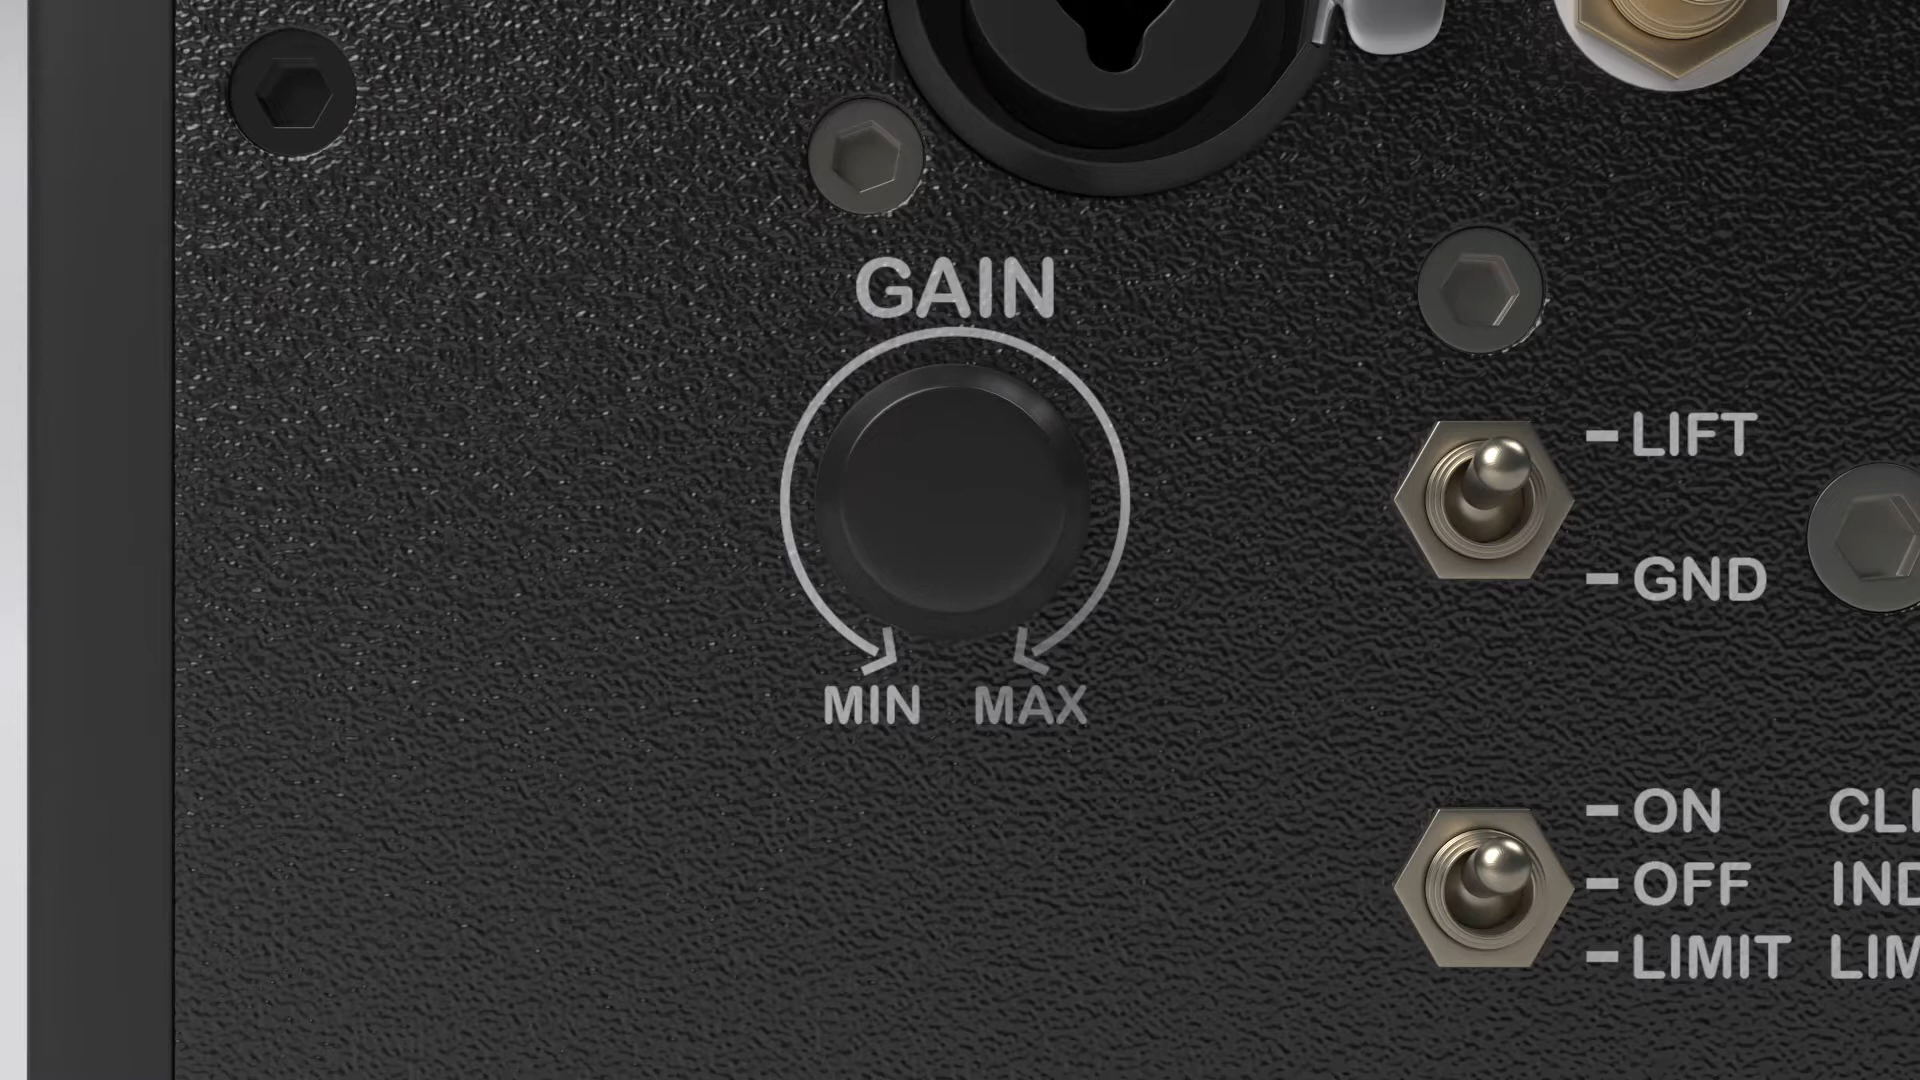 GAIN
MIN MAX
- LIFT
- GND
- ON
- OFF
- LIMIT